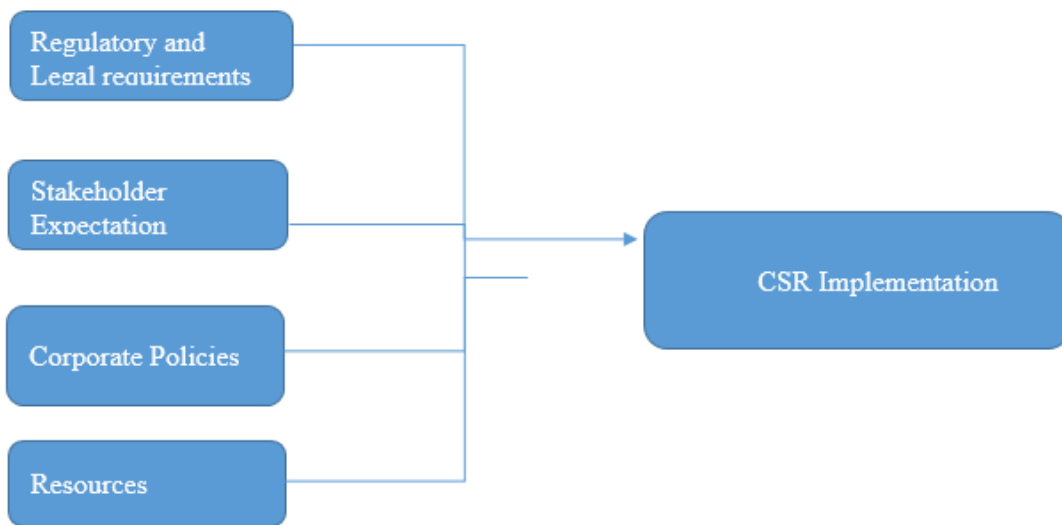 Regulatory and
Legal requirements
Stakeholder
Expectation
Corporate Policies
Resources
CSR Implementation